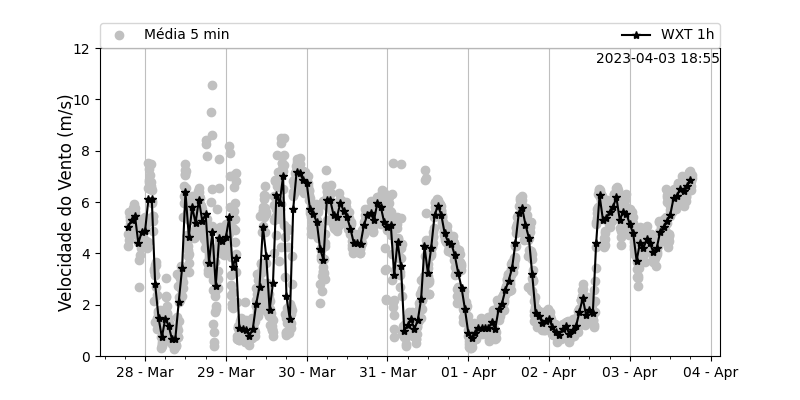 Média 5 min
WXT 1h
2023-04-03 18:55
Velocidade do Vento (m/s)
12
10
8
6
4
2
0
28 - Mar
29 - Mar
30 - Mar
31 - Mar
01 - Apr
02 - Apr
03 - Apr
04 - Apr